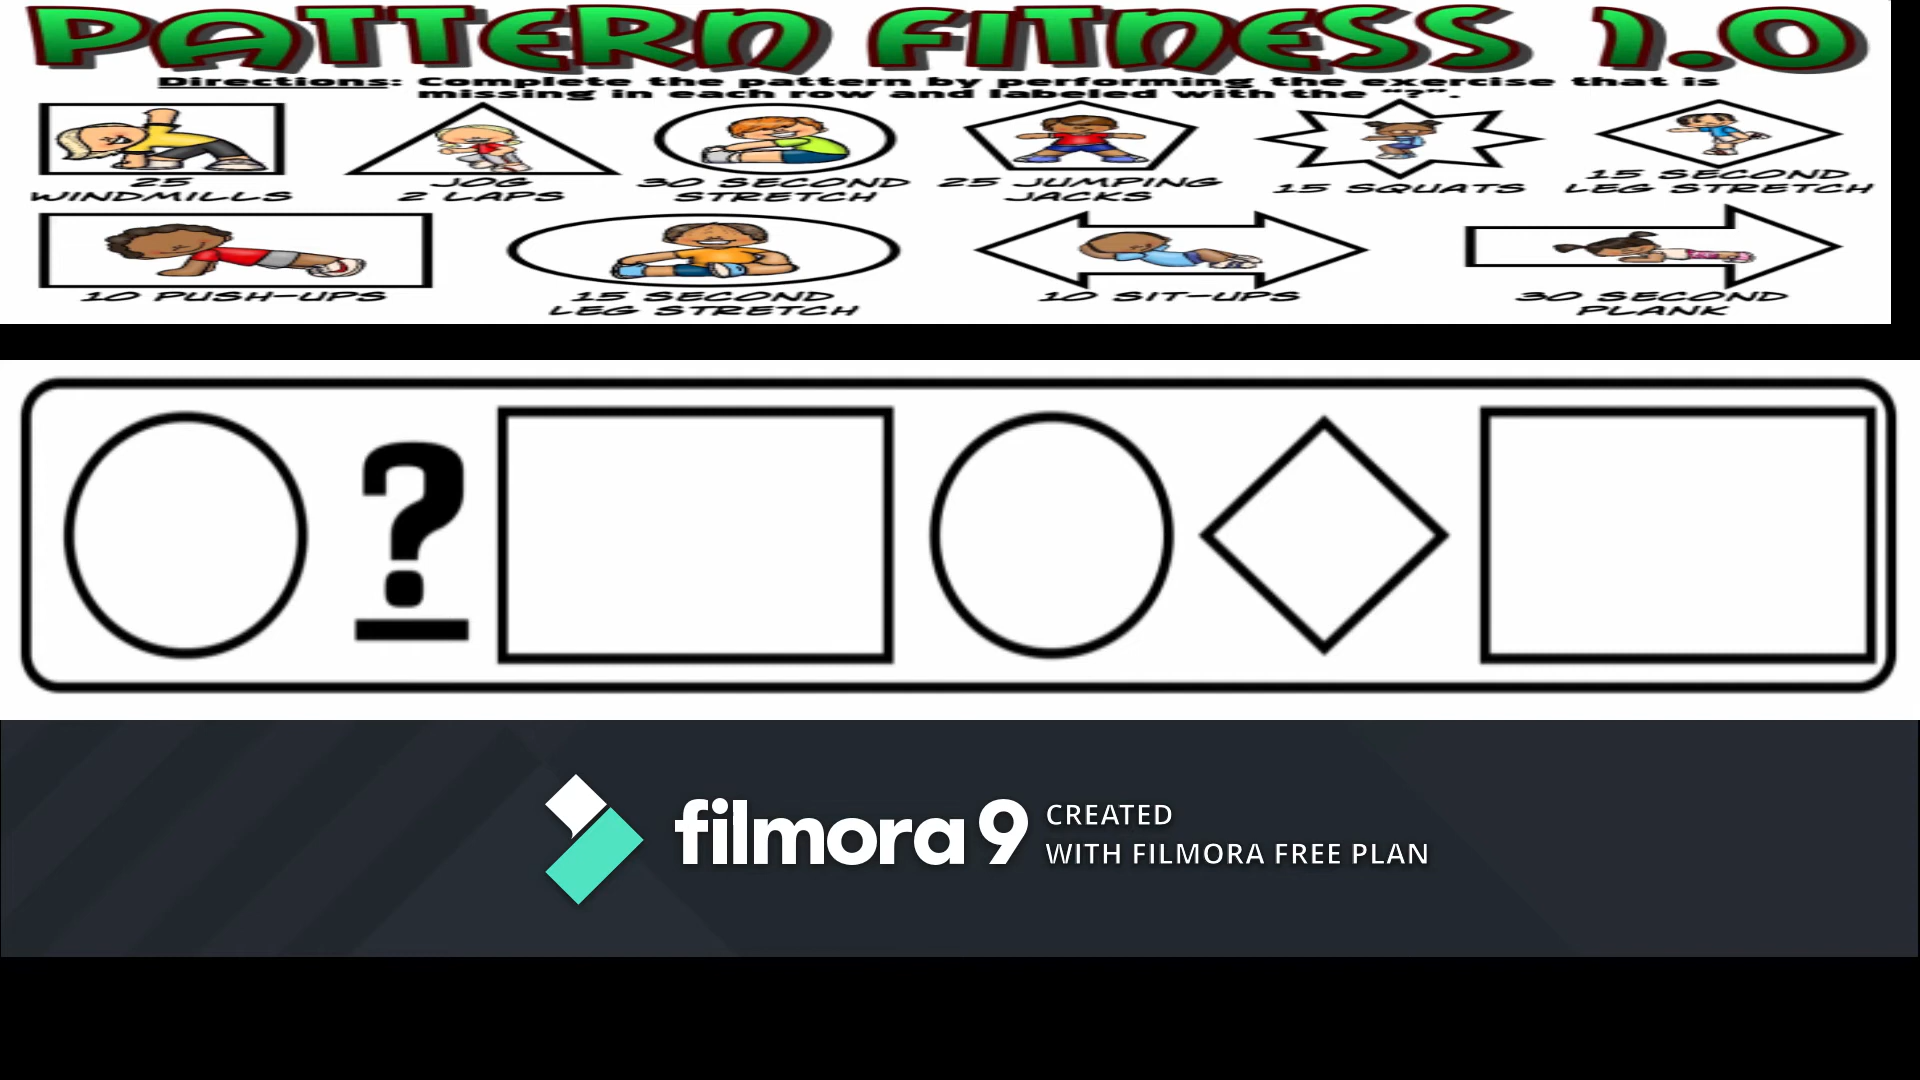 PATTERN FITNESS 1.0
Directions: Complete the pattern by performing the exercise that is
missing in each row and labeled with the "?".
25
WINDMILLS
JOG
2 LAPS
30 SECOND
STRETCH
25 JUMPING
JACKS
15 SQUATS
15 SECOND
LEG STRETCH
10 PUSH-UPS
15 SECOND
LEG STRETCH
10 SIT-UPS
30 SECOND
PLANK
?
filmora 9
CREATED
WITH FILMORA FREE PLAN